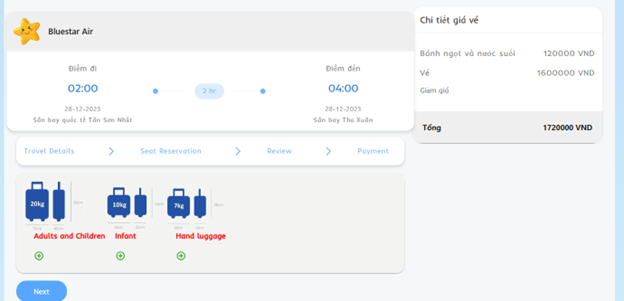 Bluestar Air
Điểm đi
Điểm đến
02:00
2 hr
04:00
28-12-2023
28-12-2023
Sân bay quốc tế Tân Sơn Nhất
Sân bay Thọ Xuân
Travel Details
Seat Reservation
Review
Payment
20kg
10kg
7kg
Adults and Children
Infant
Hand luggage
Next
Chi tiết giá vé
Bánh ngọt và nước suối 120000 VND
Vé 1600000 VND
Giảm giá
Tổng 1720000 VND